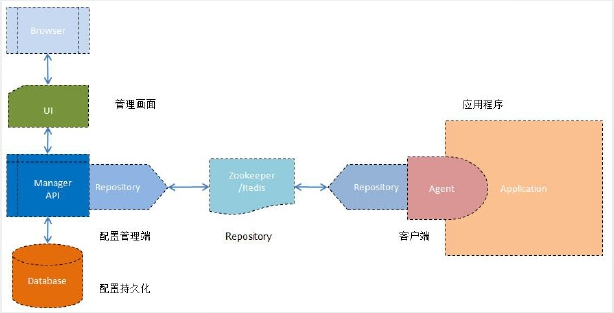 Browser
UI
管理画面
应用程序
Manager
API
Repository
Zookeeper
/Redis
Repository
Agent
Application
配置管理端
Repository
客户端
Database
配置持久化